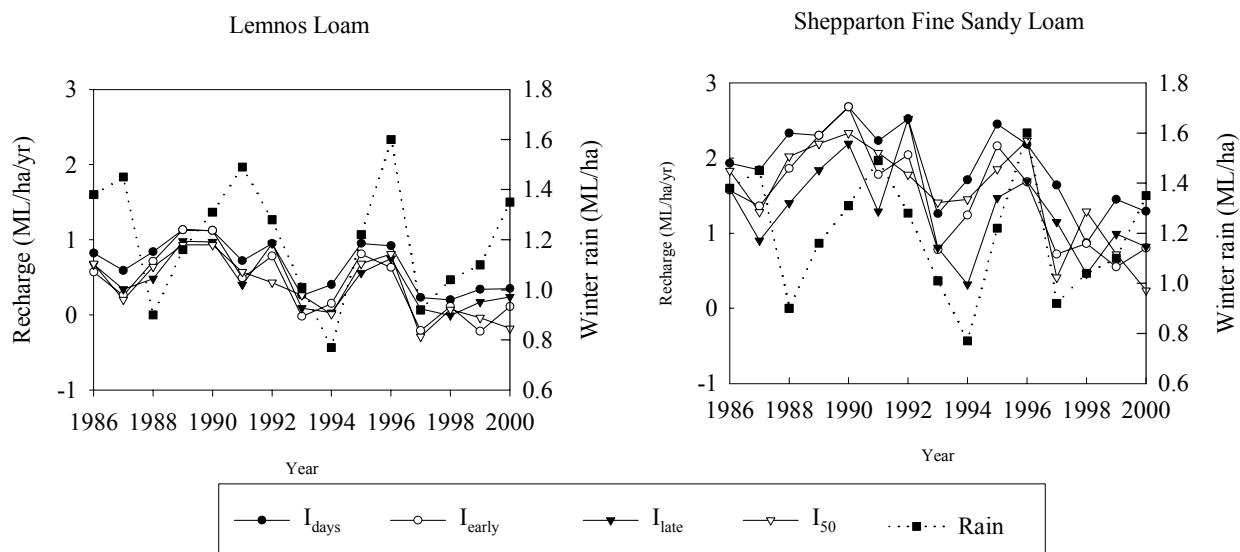 Lemnos Loam
Recharge (ML/ha/yr)
3
2
1
0
-1
1.8
1.6
1.4
1.2
1.0
0.8
0.6
Winter rain (ML/ha)
1986 1988 1990 1992 1994 1996 1998 2000
Year
Shepparton Fine Sandy Loam
Recharge (ML/ha/yr)
3
2
1
0
-1
1.8
1.6
1.4
1.2
1.0
0.8
0.6
Winter rain (ML/ha)
1986 1988 1990 1992 1994 1996 1998 2000
Year
I days I early I late I 50 Rain